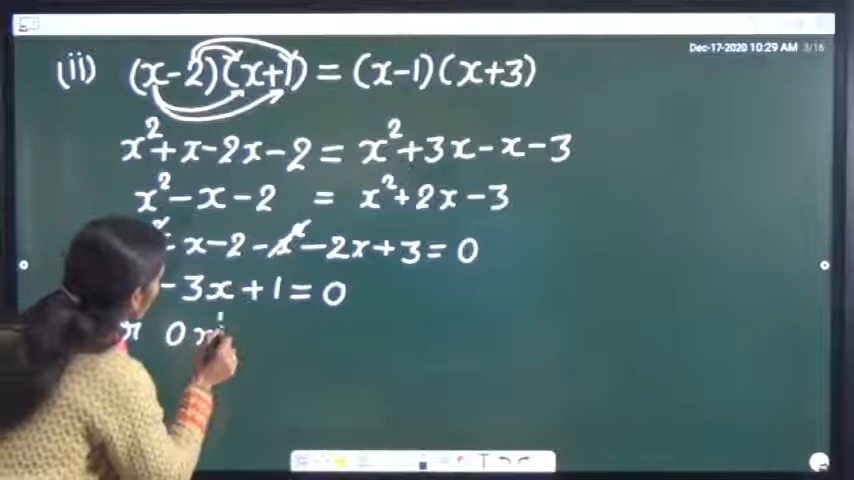 Dec-17-2020 10:29 AM 3/16
(ii) (x-2)(x+1) = (x-1)(x+3)
x²+x-2x-2 = x²+3x-x-3
x²-x-2 = x²+2x-3
-x-2-x²-2x+3=0
-3x+1=0
0x